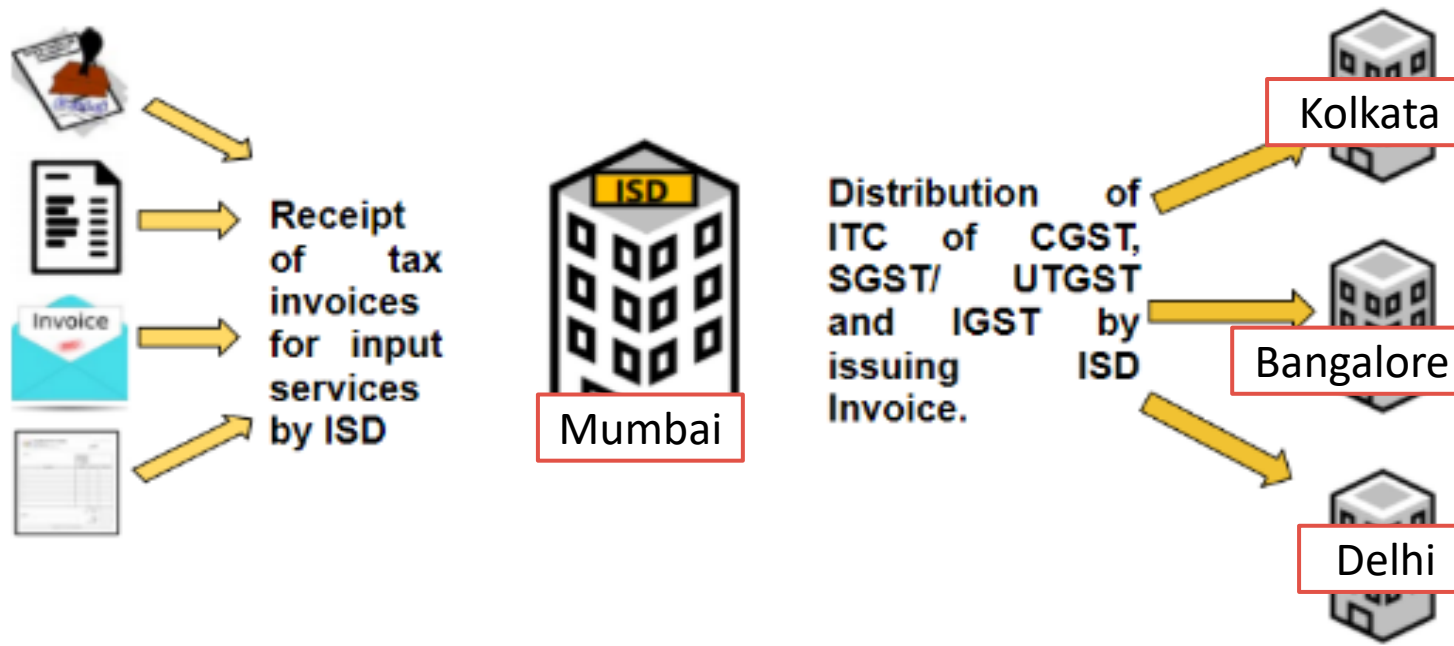 Invoice
Receipt
of tax
invoices
for input
services
by ISD
ISD
Mumbai
Distribution of
ITC of CGST,
SGST/ UTGST
and IGST by
issuing ISD
Invoice.
Kolkata
Bangalore
Delhi